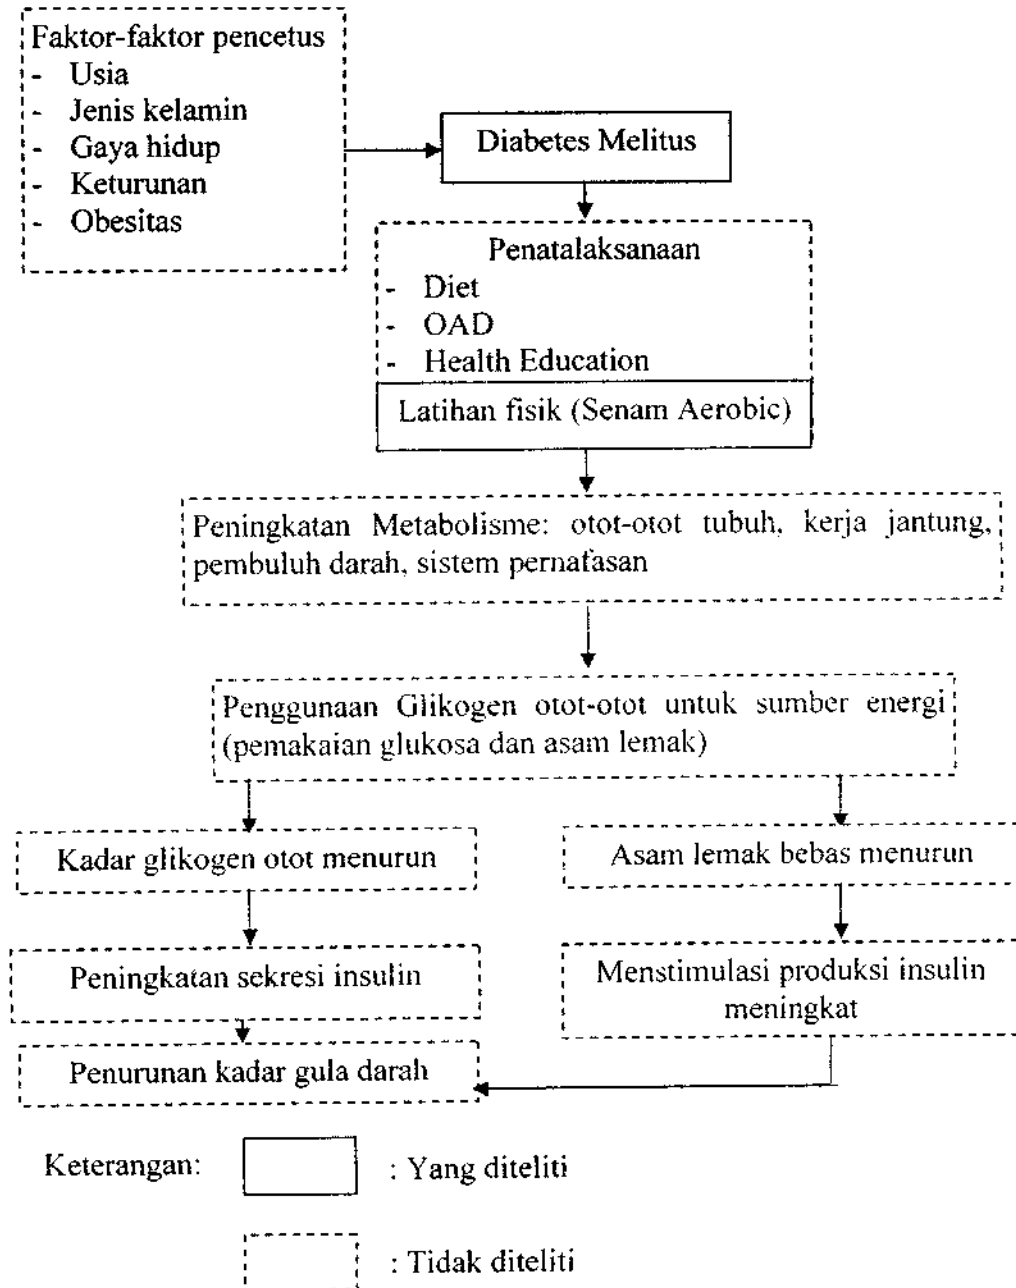 Faktor-faktor pencetus
- Usia
- Jenis kelamin
- Gaya hidup
- Keturunan
- Obesitas
Diabetes Melitus
Penatalaksanaan
- Diet
- OAD
- Health Education
Latihan fisik (Senam Aerobic)
Peningkatan Metabolisme: otot-otot tubuh, kerja jantung,
pembuluh darah, sistem pernafasan
Penggunaan Glikogen otot-otot untuk sumber energi
(pemakaian glukosa dan asam lemak)
Kadar glikogen otot menurun
Asam lemak bebas menurun
Peningkatan sekresi insulin
Menstimulasi produksi insulin
meningkat
Penurunan kadar gula darah
Keterangan:
: Yang diteliti
: Tidak diteliti